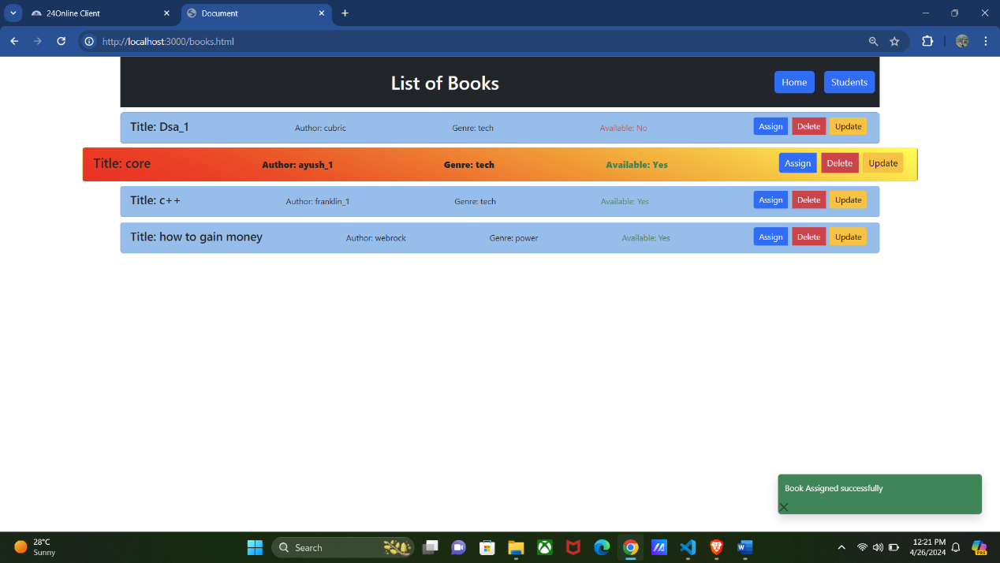 24Online Client
Document
http://localhost:3000/books.html
List of Books
Home
Students
Title: Dsa_1 Author: cubric Genre: tech Available: No Assign Delete Update
Title: core Author: ayush_1 Genre: tech Available: Yes Assign Delete Update
Title: c++ Author: franklin_1 Genre: tech Available: Yes Assign Delete Update
Title: how to gain money Author: webrock Genre: power Available: Yes Assign Delete Update
Book Assigned successfully
28°C
Sunny
Search
12:21 PM
4/26/2024
PRE